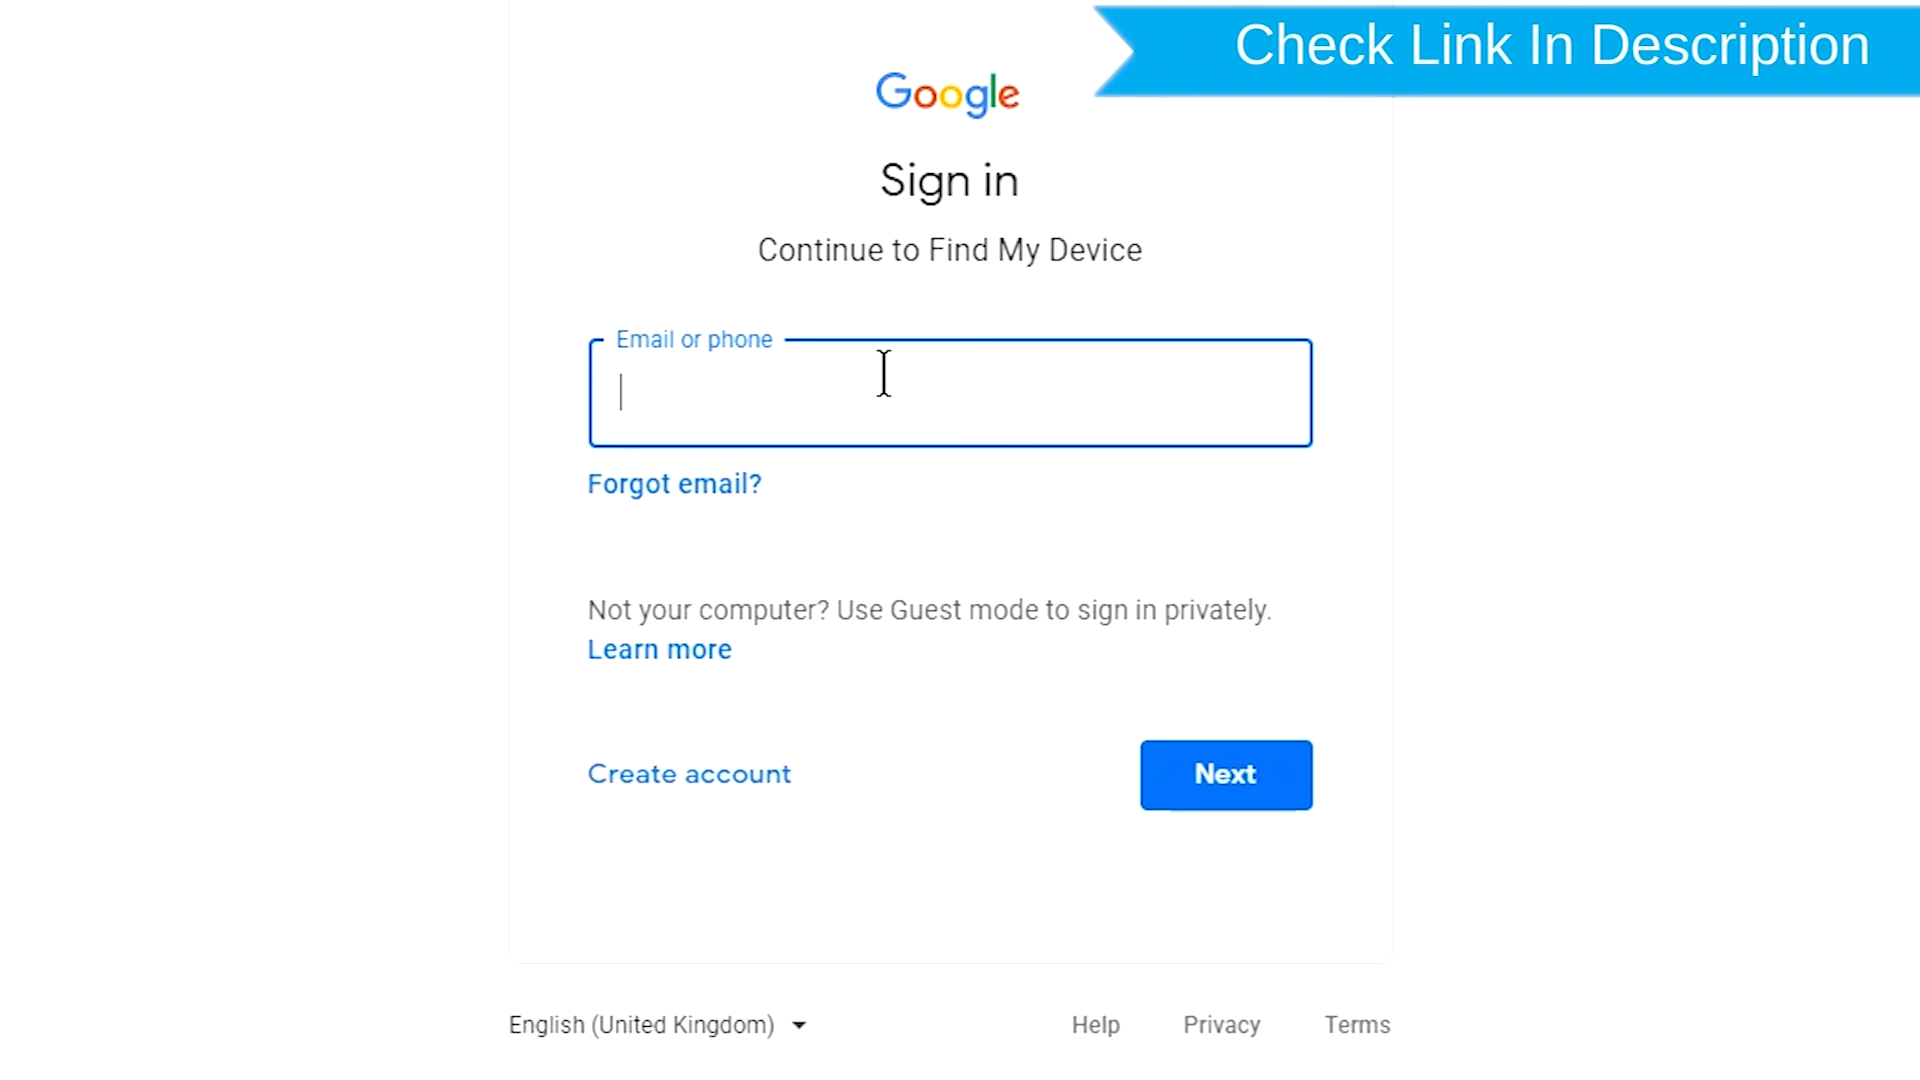 Check Link In Description
Google
Sign in
Continue to Find My Device
Email or phone
Forgot email?
Not your computer? Use Guest mode to sign in privately.
Learn more
Create account
Next
English (United Kingdom)
Help
Privacy
Terms